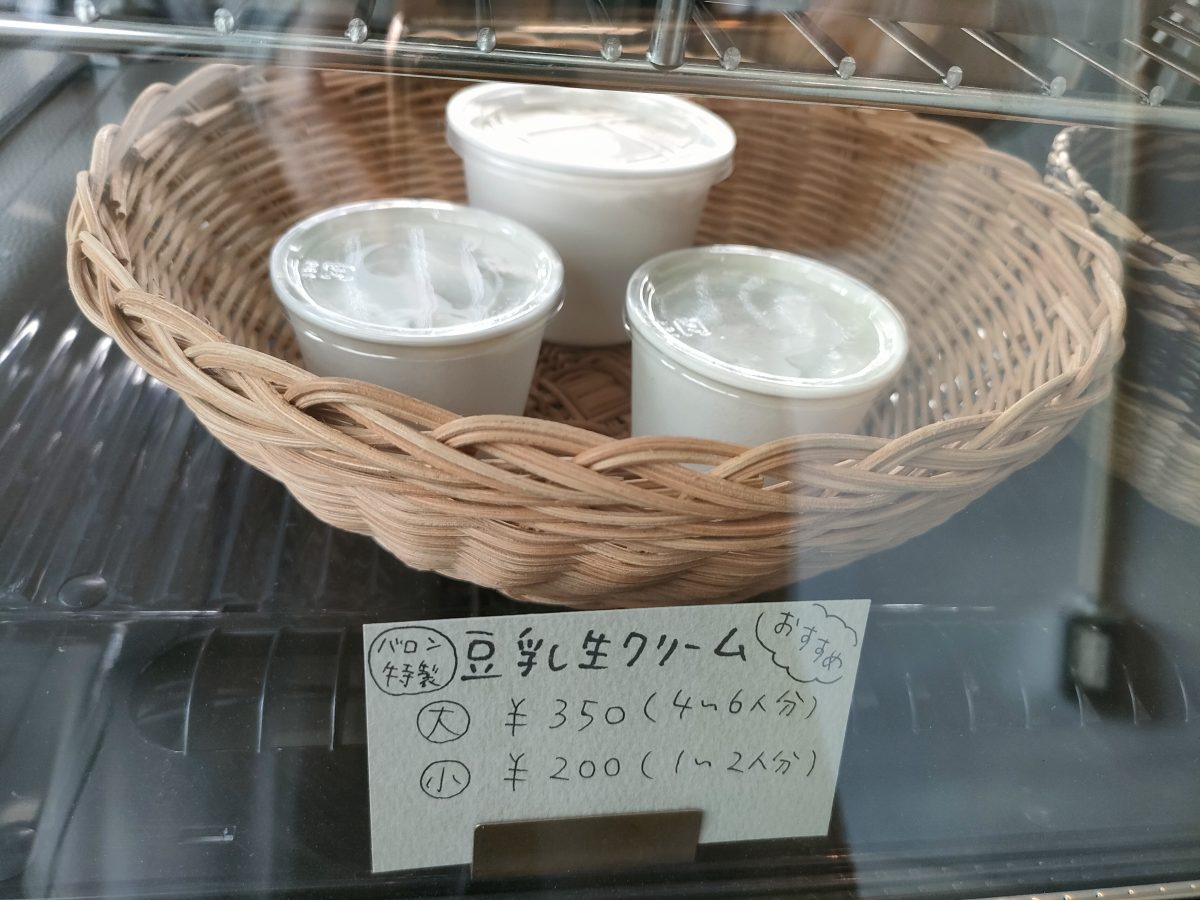 バロン
特製
豆乳生クリーム
おすすめ
大 ¥350(4〜6人分)
小 ¥200(1〜2人分)